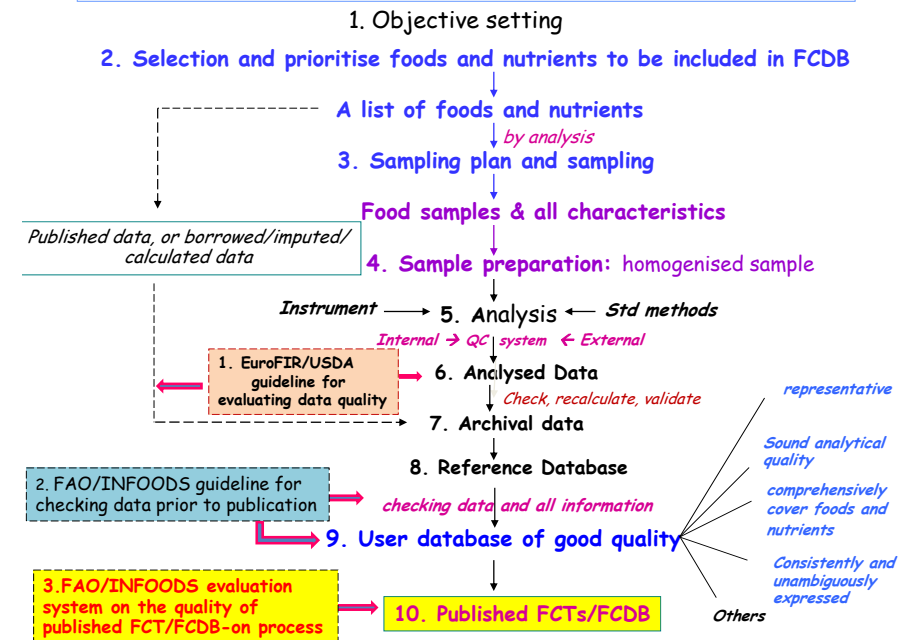 1. Objective setting
2. Selection and prioritise foods and nutrients to be included in FCDB
A list of foods and nutrients
by analysis
3. Sampling plan and sampling
Food samples & all characteristics
Published data, or borrowed/imputed/
calculated data
4. Sample preparation: homogenised sample
Instrument
5. Analysis
Std methods
Internal → QC system ← External
1. EuroFIR/USDA
guideline for
evaluating data quality
6. Analysed Data
Check, recalculate, validate
7. Archival data
8. Reference Database
2. FAO/INFOODS guideline for
checking data prior to publication
checking data and all information
9. User database of good quality
representative
Sound analytical
quality
comprehensively
cover foods and
nutrients
Consistently and
unambiguously
expressed
Others
3.FAO/INFOODS evaluation
system on the quality of
published FCT/FCDB-on process
10. Published FCTs/FCDB